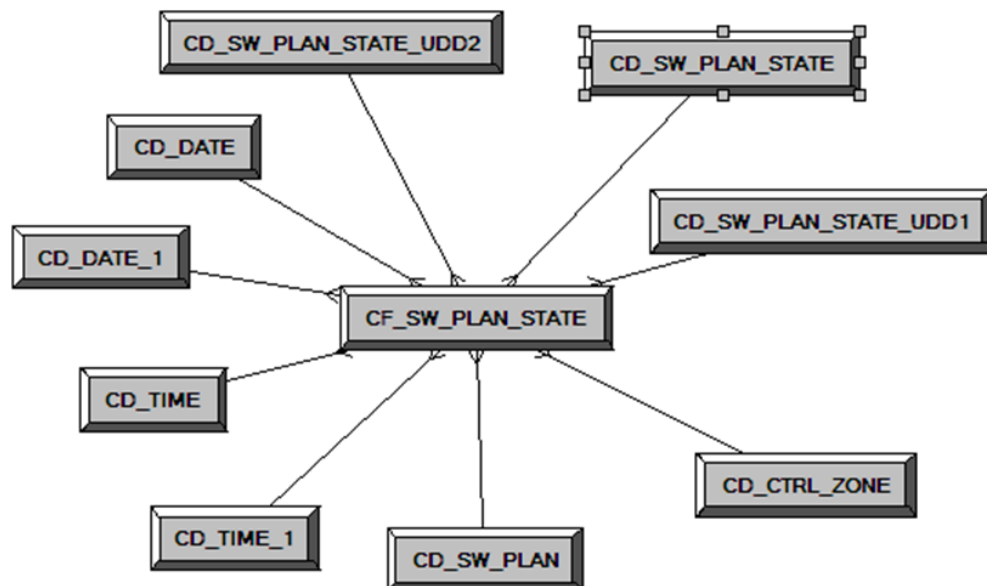 CD_SW_PLAN_STATE_UDD2
CD_SW_PLAN_STATE
CD_DATE
CD_SW_PLAN_STATE_UDD1
CD_DATE_1
CF_SW_PLAN_STATE
CD_TIME
CD_CTRL_ZONE
CD_TIME_1
CD_SW_PLAN